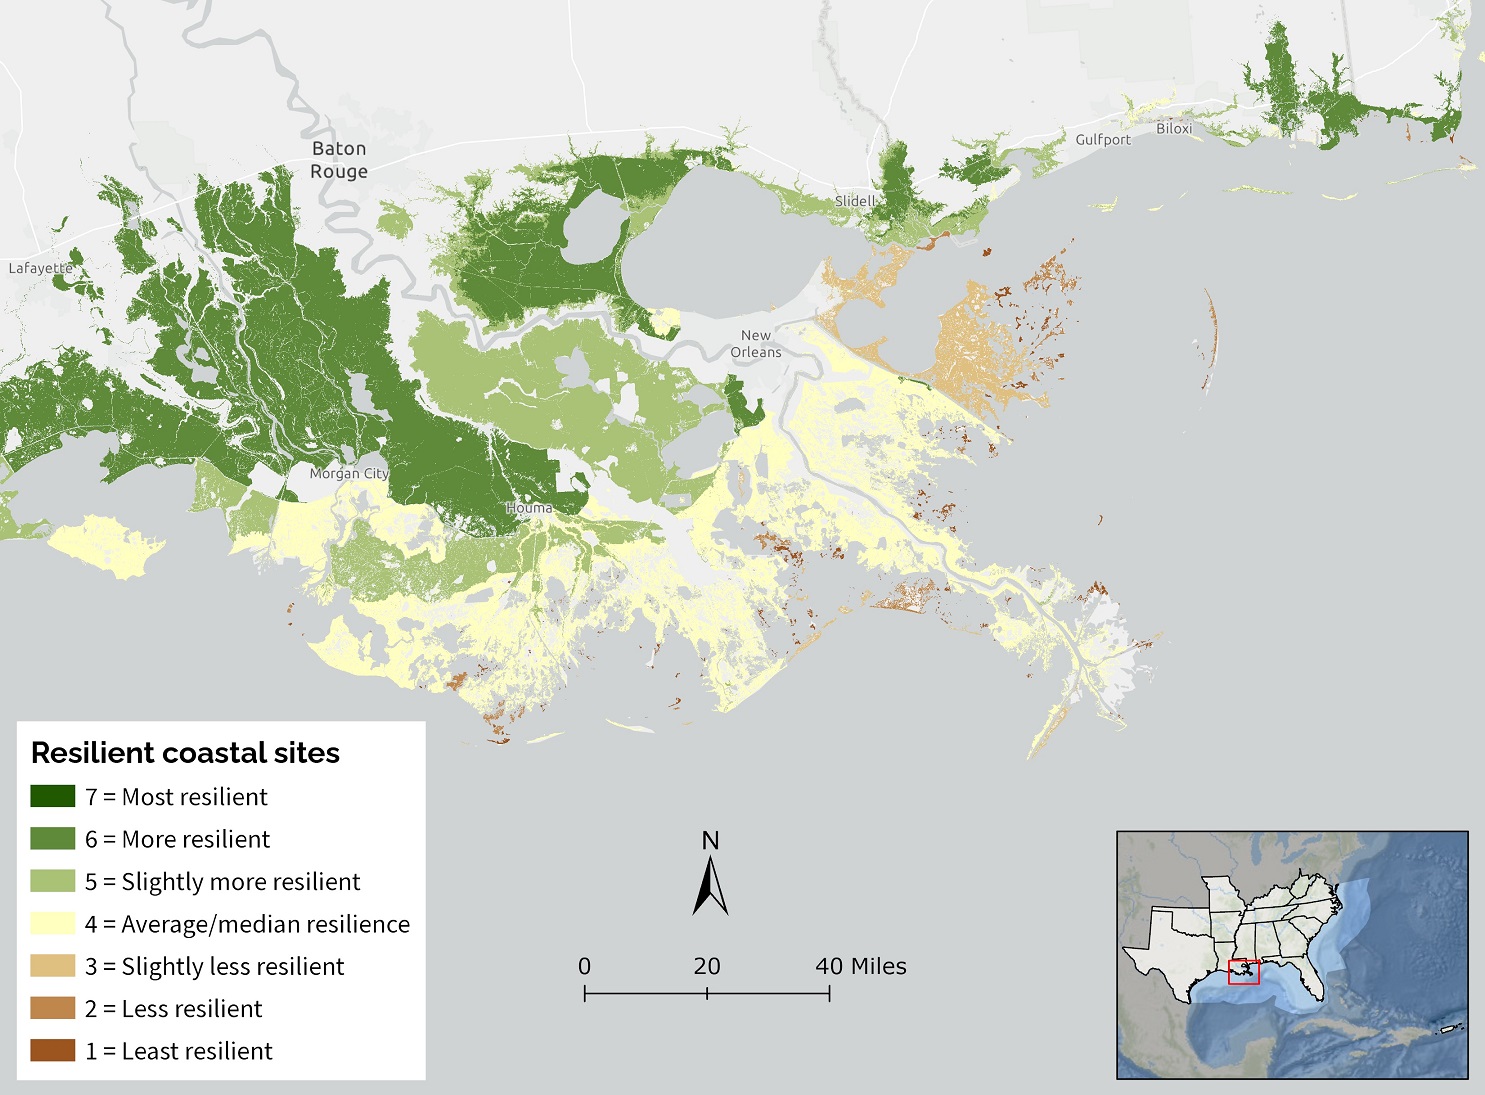 Baton
Rouge
Gulfport
Biloxi
Slidell
Lafayette
New
Orleans
Morgan City
Houma
Resilient coastal sites
7 = Most resilient
6 = More resilient
5 = Slightly more resilient
4 = Average/median resilience
3 = Slightly less resilient
2 = Less resilient
1 = Least resilient
N
0 20 40 Miles